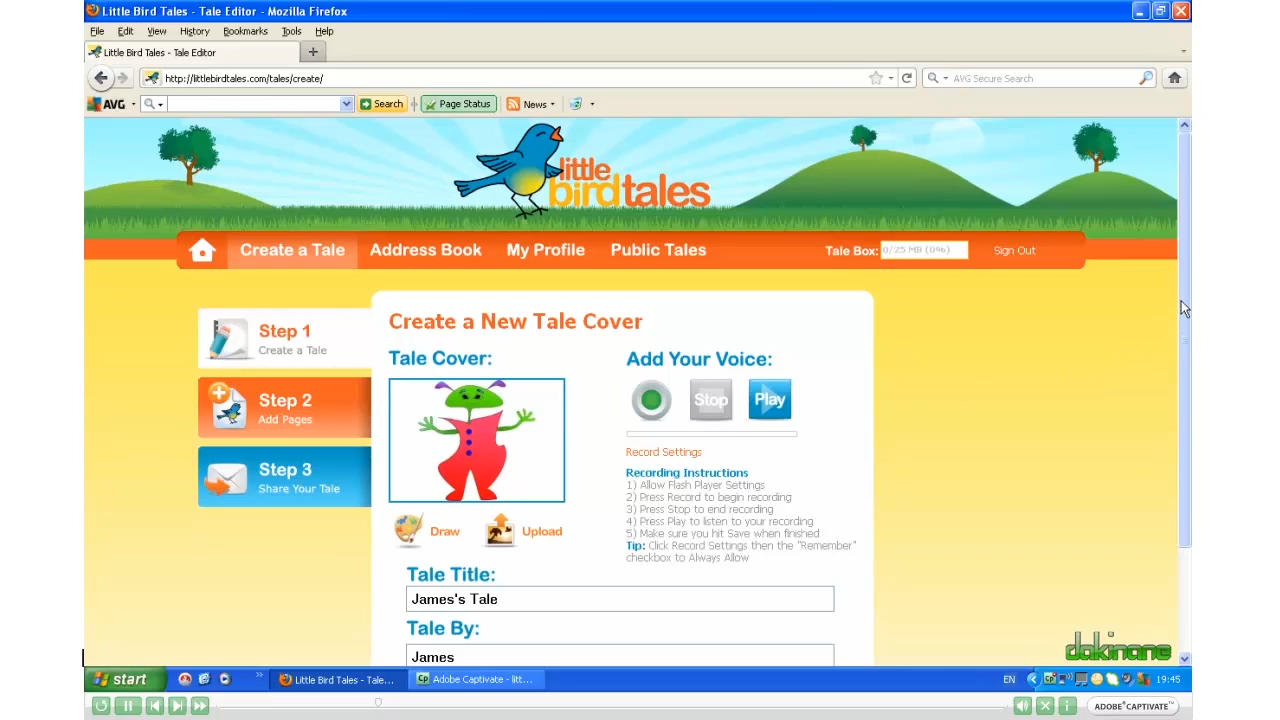 Little Bird Tales - Tale Editor - Mozilla Firefox
File Edit View History Bookmarks Tools Help
Little Bird Tales - Tale Editor
http://littlebirdtales.com/tales/create/
AVG Secure Search
AVG Search Page Status News
little
birdtales
Create a Tale Address Book My Profile Public Tales Tale Box: 0/25 MB (0%) Sign Out
Step 1
Create a Tale
Step 2
Add Pages
Step 3
Share Your Tale
Create a New Tale Cover
Tale Cover:
Draw Upload
Add Your Voice:
Stop Play
Record Settings
Recording Instructions
1) Allow Flash Player Settings
2) Press Record to begin recording
3) Press Stop to end recording
4) Press Play to listen to your recording
5) Make sure you hit Save when finished
Tip: Click Record Settings then the "Remember"
checkbox to Always Allow
Tale Title:
James's Tale
Tale By:
James
dakinane
start Little Bird Tales - Tale... Adobe Captivate - litt... EN 19:45
ADOBE® CAPTIVATE™